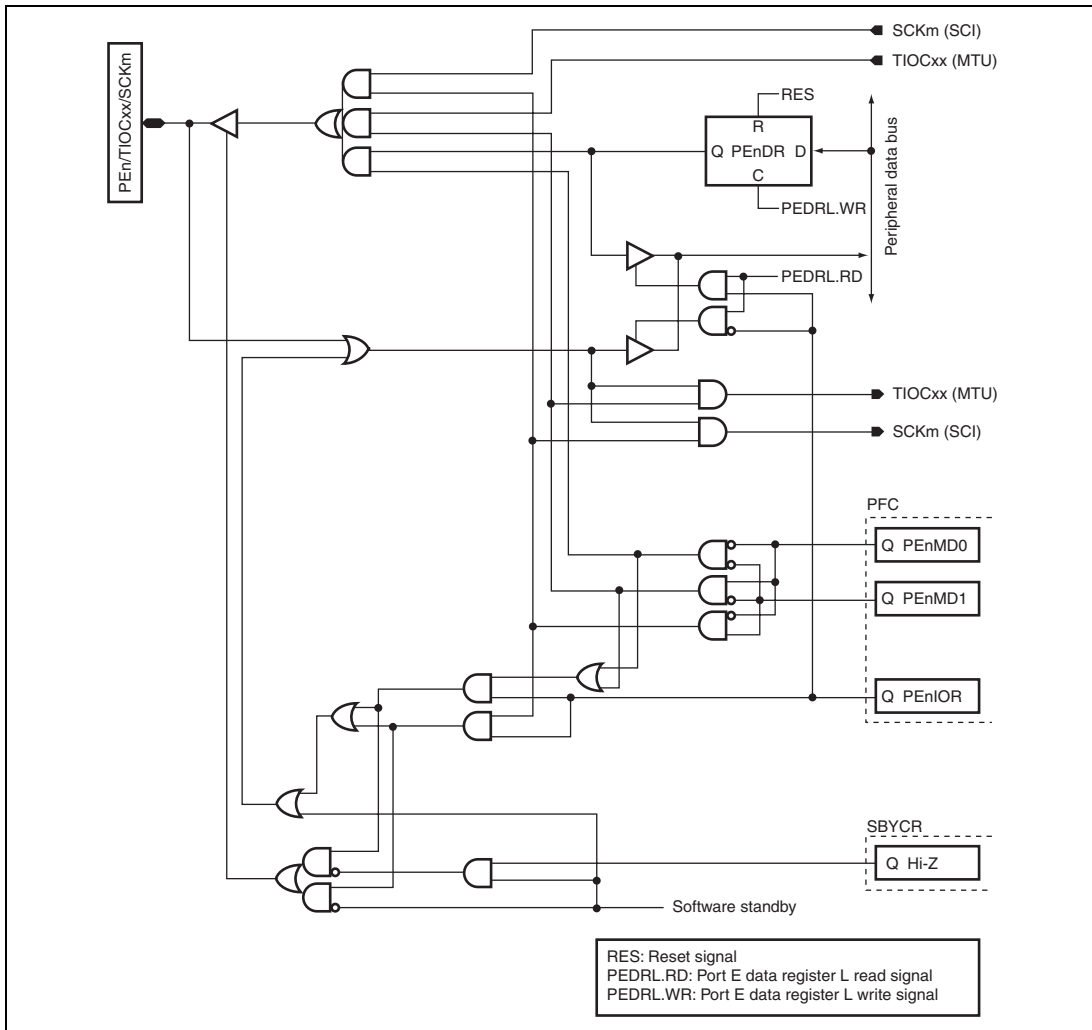 PEn/TIOCxx/SCKm
SCKm (SCI)
TIOCxx (MTU)
RES
R
Q PEnDR D
C
PEDRL.WR
Peripheral data bus
PEDRL.RD
TIOCxx (MTU)
SCKm (SCI)
PFC
Q PEnMD0
Q PEnMD1
Q PEnIOR
SBYCR
Q Hi-Z
Software standby
RES: Reset signal
PEDRL.RD: Port E data register L read signal
PEDRL.WR: Port E data register L write signal